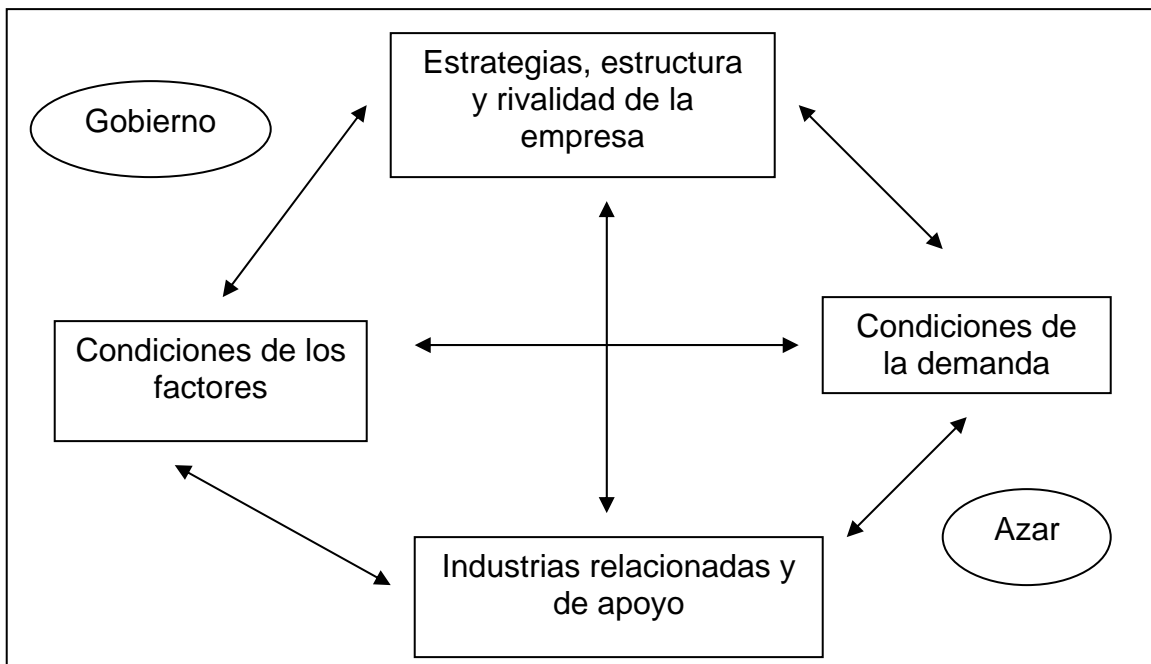 Estrategias, estructura
y rivalidad de la
empresa
Gobierno
Condiciones de los
factores
Condiciones de
la demanda
Industrias relacionadas y
de apoyo
Azar